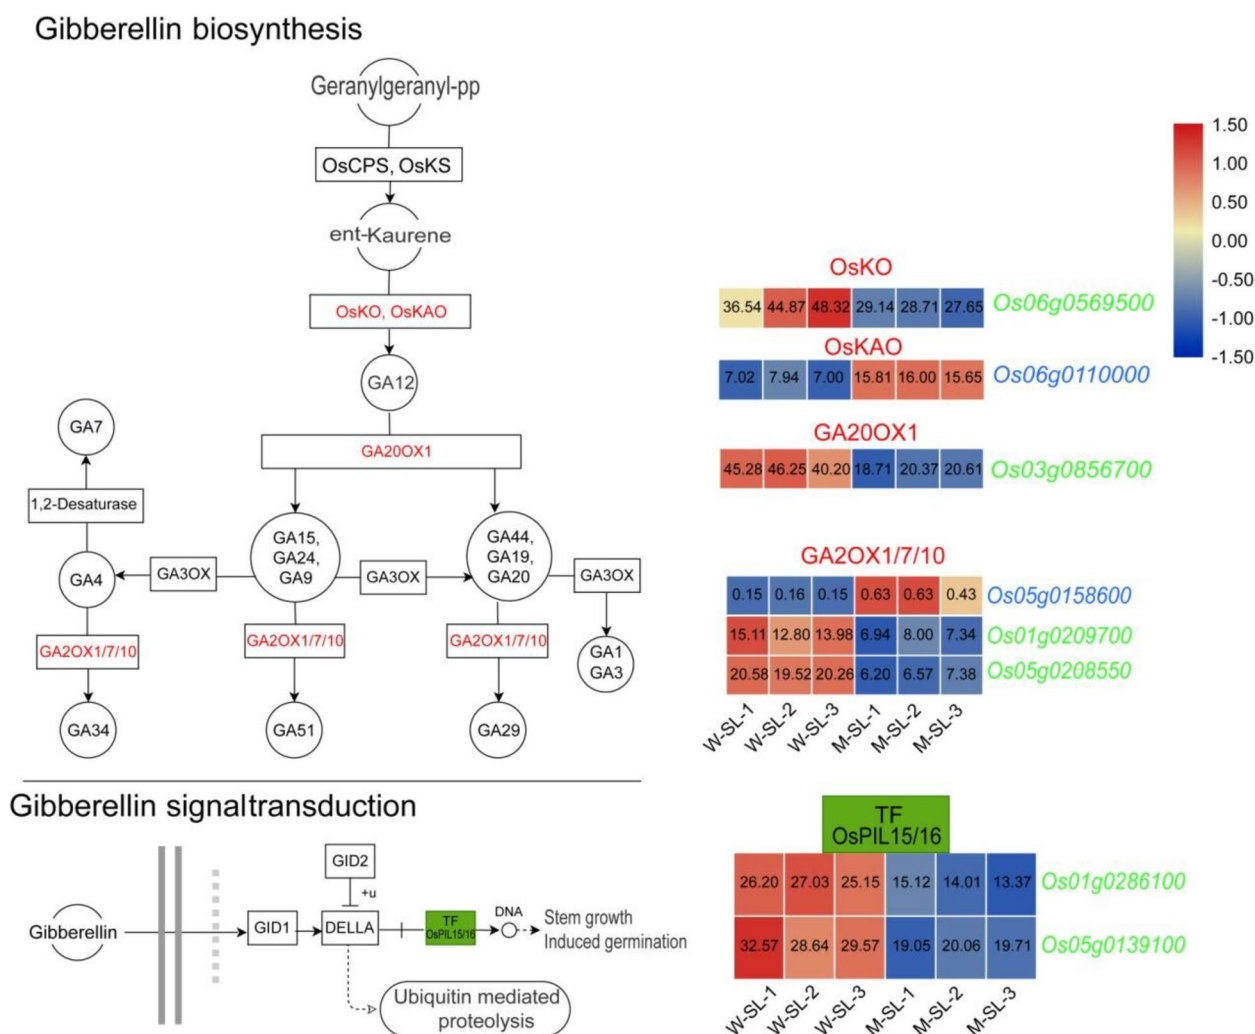 Gibberellin biosynthesis
Geranylgeranyl-pp
OsCPS, OsKS
ent-Kaurene
OsKO, OsKAO
GA12
GA20OX1
GA7
1,2-Desaturase
GA4
GA3OX
GA15,
GA24,
GA9
GA3OX
GA44,
GA19,
GA20
GA3OX
GA2OX1/7/10
GA2OX1/7/10
GA2OX1/7/10
GA1
GA3
GA34
GA51
GA29
1.50
1.00
0.50
0.00
-0.50
-1.00
-1.50
OsKO
36.54 44.87 48.32 29.14 28.71 27.65 Os06g0569500
OsKAO
7.02 7.94 7.00 15.81 16.00 15.65 Os06g0110000
GA20OX1
45.28 46.25 40.20 18.71 20.37 20.61 Os03g0856700
GA2OX1/7/10
0.15 0.16 0.15 0.63 0.63 0.43 Os05g0158600
15.11 12.80 13.98 6.94 8.00 7.34 Os01g0209700
20.58 19.52 20.26 6.20 6.57 7.38 Os05g0208550
W-SL-1 W-SL-2 W-SL-3 M-SL-1 M-SL-2 M-SL-3
Gibberellin signaltransduction
Gibberellin
GID1
GID2
+u
DELLA
TF
OsPIL15/16
DNA
Stem growth
Induced germination
Ubiquitin mediated
proteolysis
TF
OsPIL15/16
26.20 27.03 25.15 15.12 14.01 13.37 Os01g0286100
32.57 28.64 29.57 19.05 20.06 19.71 Os05g0139100
W-SL-1 W-SL-2 W-SL-3 M-SL-1 M-SL-2 M-SL-3